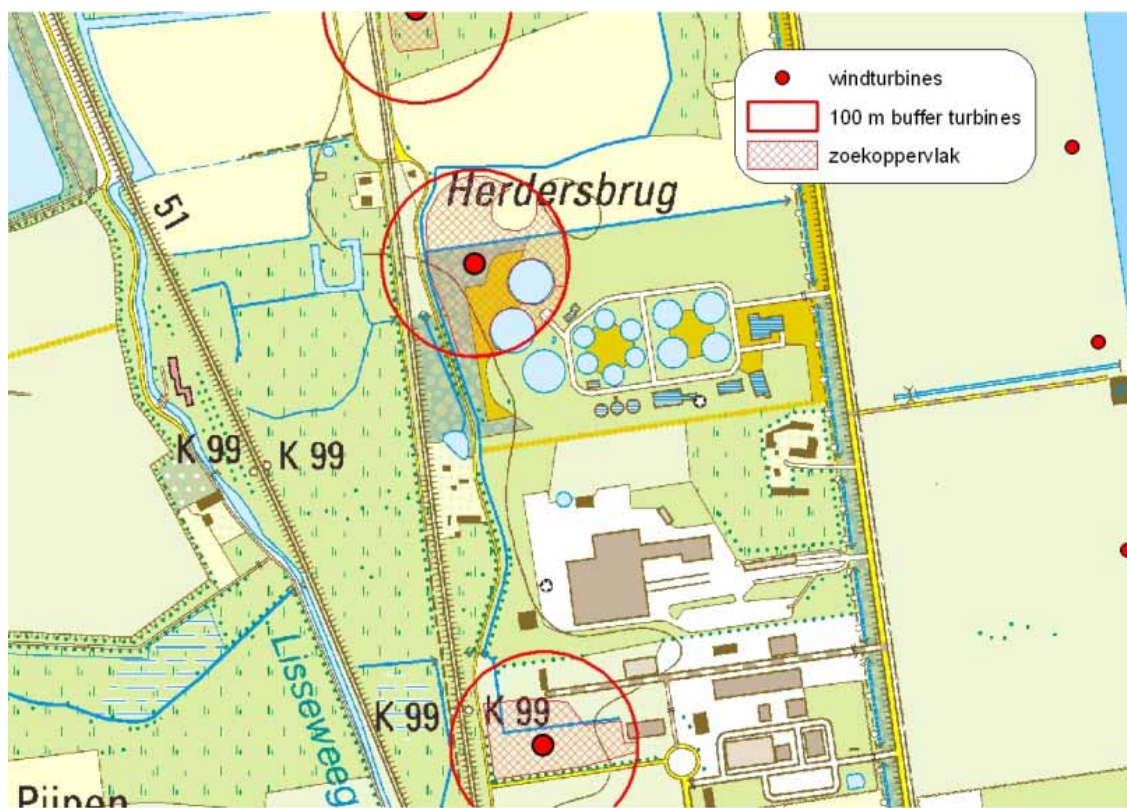 windturbines
100 m buffer turbines
zoekoppervlak
Herdersbrug
51
K 99
K 99
Lisseweeg
K 99
K 99
Pijpen